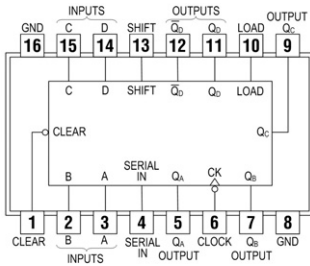 INPUTS OUTPUTS OUTPUT
GND C D SHIFT Q̅D QD LOAD QC
16 15 14 13 12 11 10 9
C D SHIFT Q̅D QD LOAD
CLEAR QC
SERIAL
B A IN QA CK QB
1 2 3 4 5 6 7 8
CLEAR B A SERIAL QA CLOCK QB GND
INPUTS IN OUTPUT OUTPUT